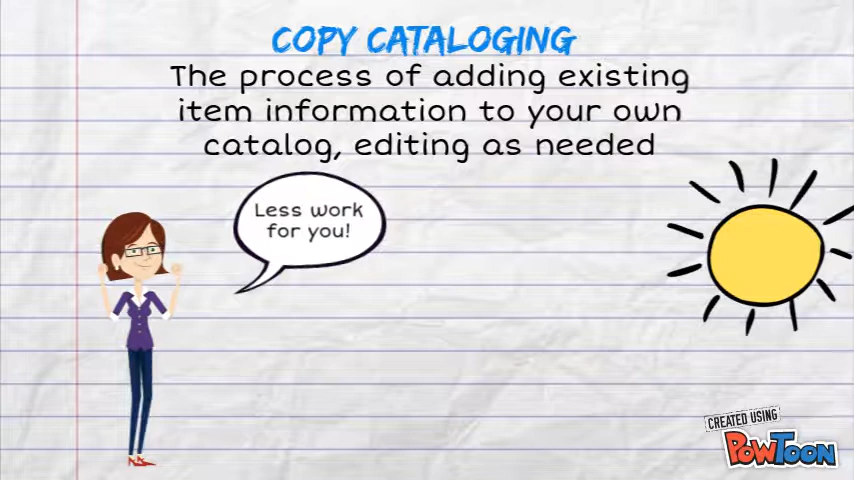 COPY CATALOGING
The process of adding existing
item information to your own
catalog, editing as needed
Less work
for you!
CREATED USING
POWTOON